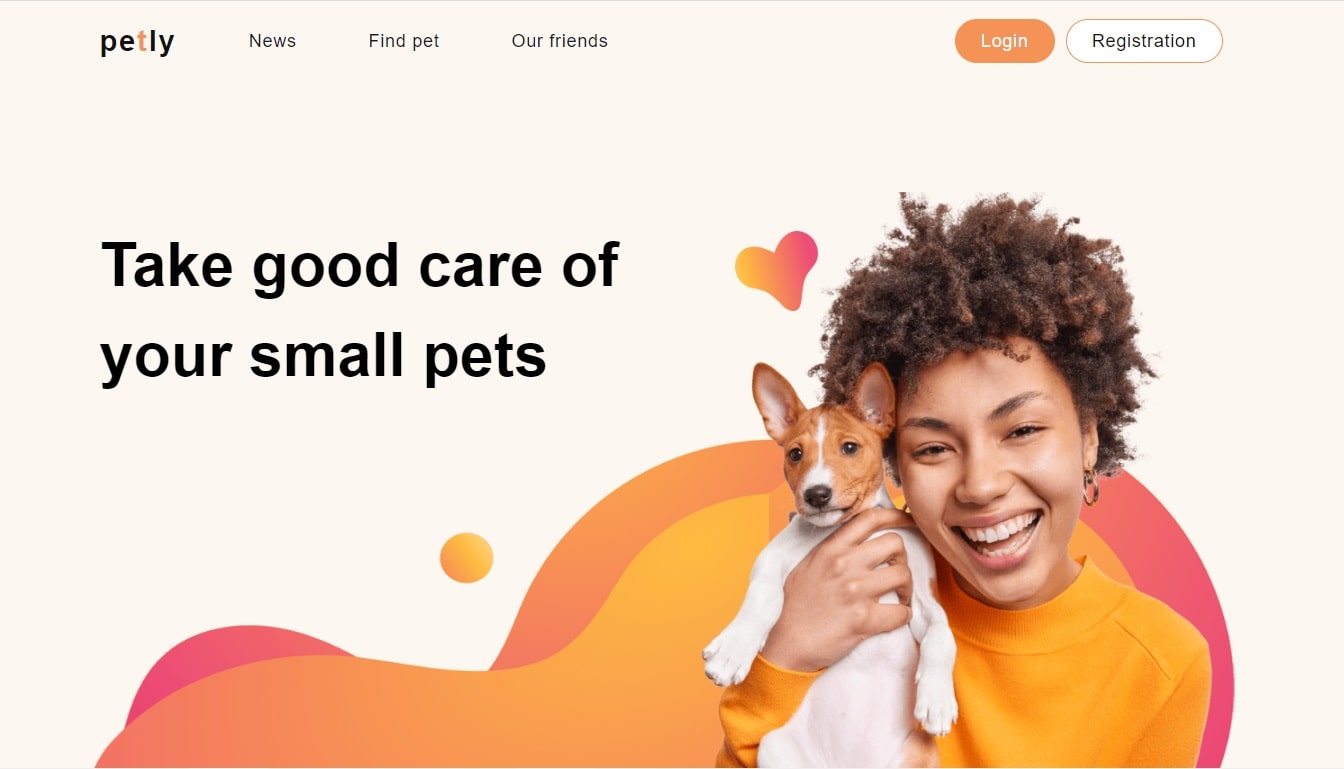 petly News Find pet Our friends Login Registration
Take good care of
your small pets